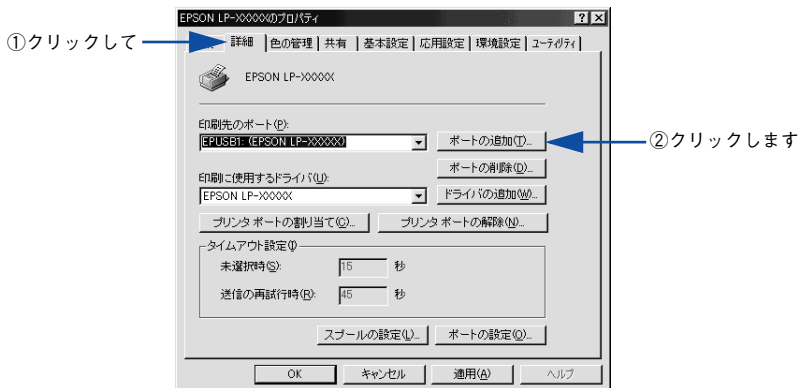 EPSON LP-XXXXXのプロパティ
①クリックして
詳細 色の管理 共有 基本設定 応用設定 環境設定 ユーティリティ
EPSON LP-XXXXX
印刷先のポート(P):
EPUSB1: (EPSON LP-XXXXX) ポートの追加(T)...
②クリックします
ポートの削除(D)...
印刷に使用するドライバ(U):
EPSON LP-XXXXX ドライバの追加(W)...
プリンタ ポートの割り当て(C)... プリンタ ポートの解除(N)...
タイムアウト設定(I)
未選択時(S): 15 秒
送信の再試行時(R): 45 秒
スプールの設定(L)... ポートの設定(O)...
OK キャンセル 適用(A) ヘルプ